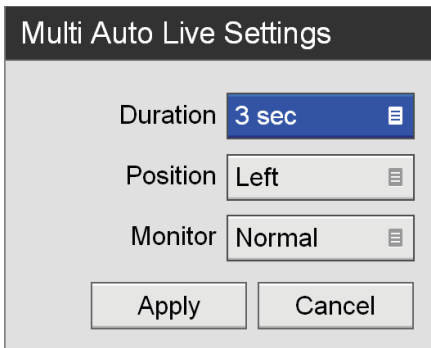 Multi Auto Live Settings
Duration 3 sec
Position Left
Monitor Normal
Apply Cancel